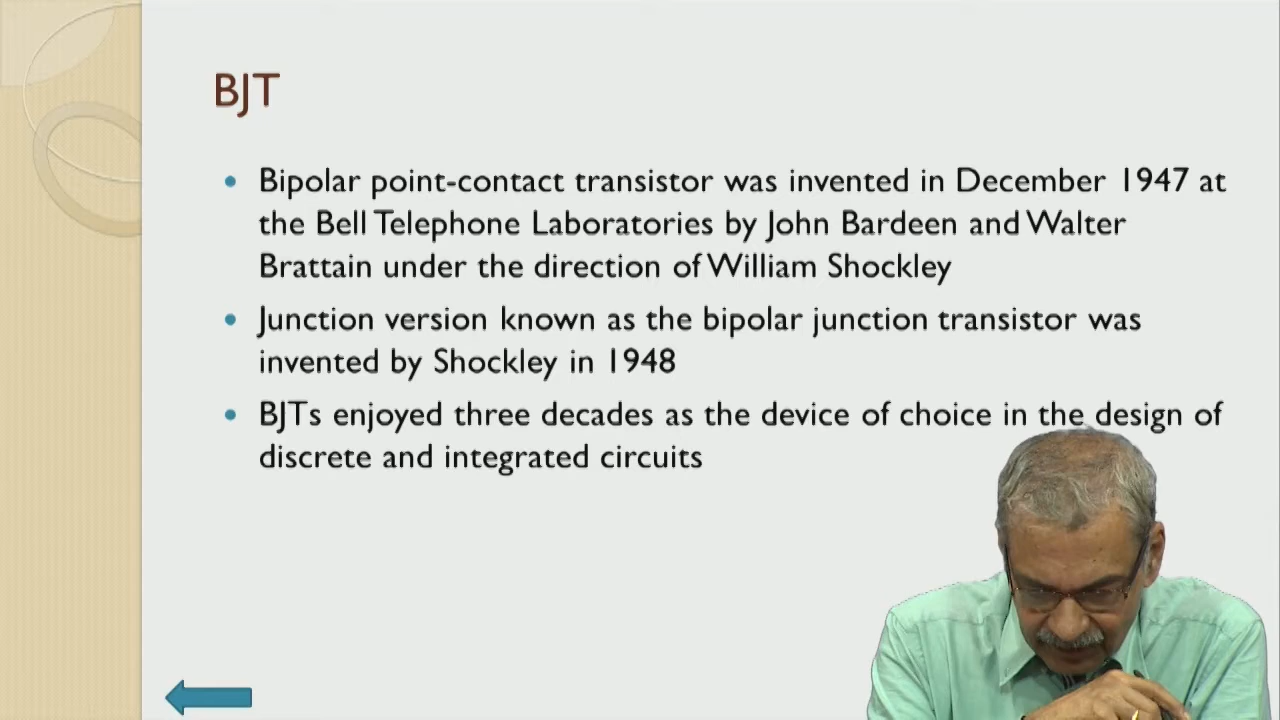 BJT
• Bipolar point-contact transistor was invented in December 1947 at
the Bell Telephone Laboratories by John Bardeen and Walter
Brattain under the direction of William Shockley
• Junction version known as the bipolar junction transistor was
invented by Shockley in 1948
• BJTs enjoyed three decades as the device of choice in the design of
discrete and integrated circuits